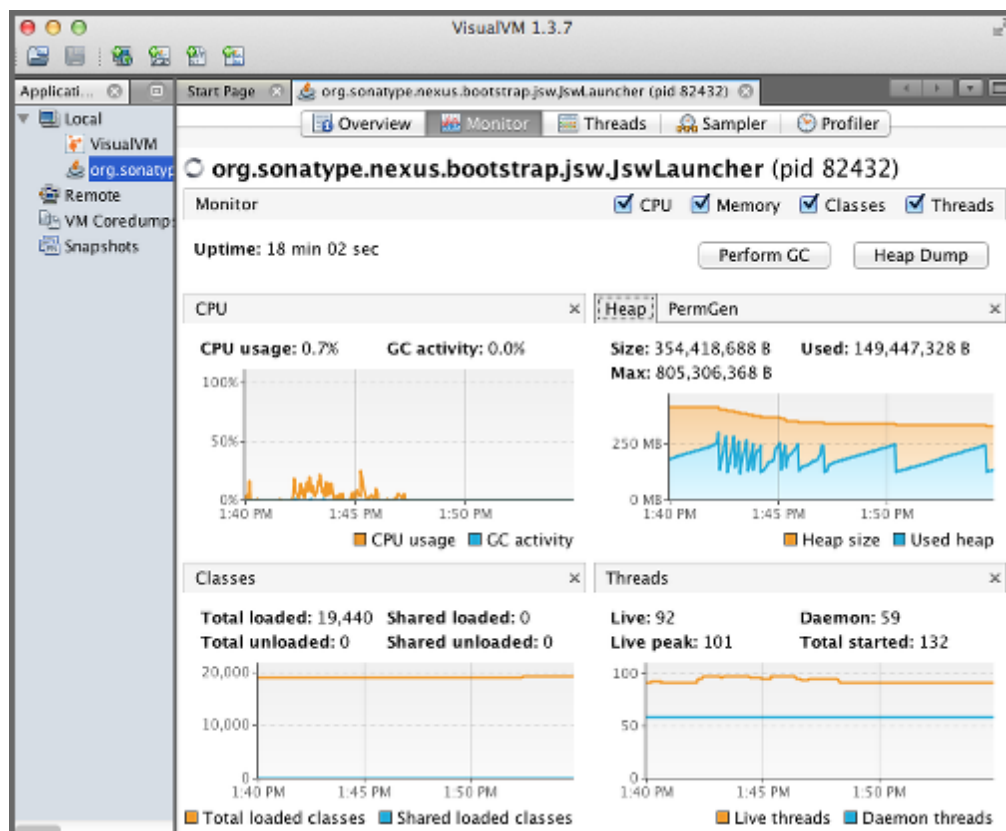 VisualVM 1.3.7
Applicati...
Start Page
org.sonatype.nexus.bootstrap.jsw.JswLauncher (pid 82432)
Local
VisualVM
org.sonatyp
Remote
VM Coredump
Snapshots
Overview Monitor Threads Sampler Profiler
org.sonatype.nexus.bootstrap.jsw.JswLauncher (pid 82432)
Monitor CPU Memory Classes Threads
Uptime: 18 min 02 sec
Perform GC Heap Dump
CPU
CPU usage: 0.7% GC activity: 0.0%
100%
50%
0%
1:40 PM 1:45 PM 1:50 PM
CPU usage GC activity
Heap PermGen
Size: 354,418,688 B Used: 149,447,328 B
Max: 805,306,368 B
250 MB
0 MB
1:40 PM 1:45 PM 1:50 PM
Heap size Used heap
Classes
Total loaded: 19,440 Shared loaded: 0
Total unloaded: 0 Shared unloaded: 0
20,000
10,000
0
1:40 PM 1:45 PM 1:50 PM
Total loaded classes Shared loaded classes
Threads
Live: 92 Daemon: 59
Live peak: 101 Total started: 132
100
50
0
1:40 PM 1:45 PM 1:50 PM
Live threads Daemon threads